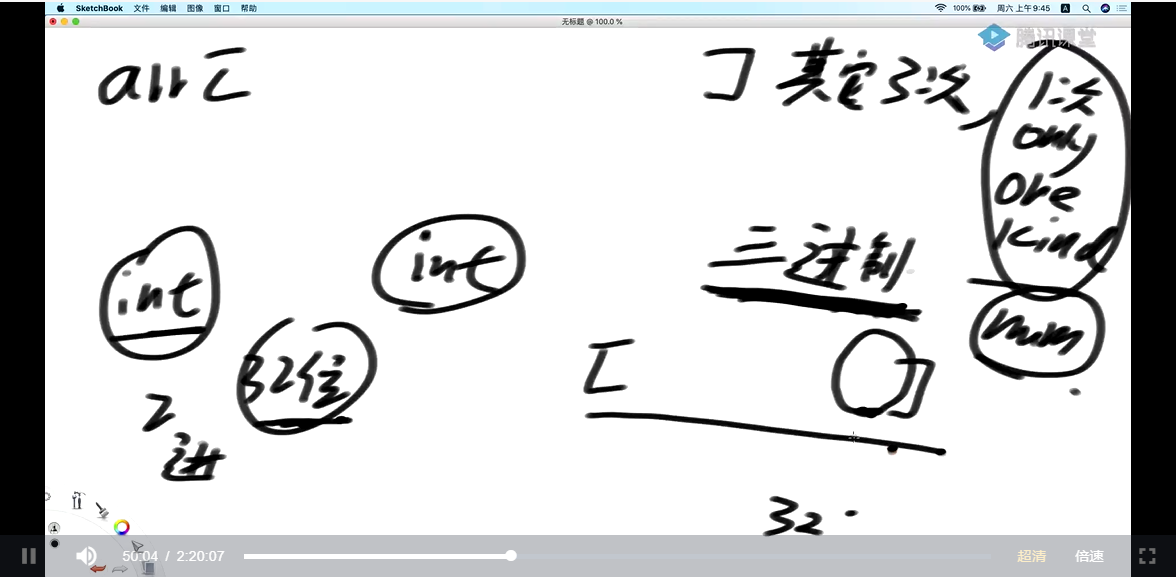 SketchBook 文件 编辑 图像 窗口 帮助
100% 周六 上午9:45 A
无标题 @ 100.0 %
腾讯课堂
arr [ ] 其它3次,
1次
only
one
kind
num
int
int
三进制
32位
[ ]
2
进
32
50:04 / 2:20:07
超清 倍速